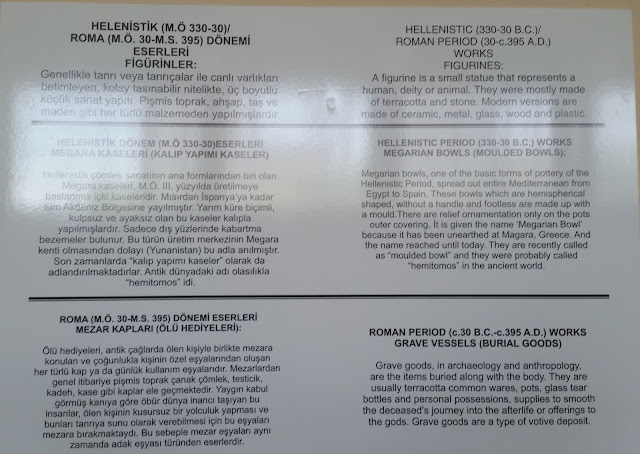 HELENİSTİK (M.Ö 330-30)/
ROMA (M.Ö. 30-M.S. 395) DÖNEMİ
ESERLERİ
FİGÜRİNLER:
Genellikle tanrı veya tanrıçalar ile canlı varlıkları
betimleyen, kolay taşınabilir nitelikte, üç boyutlu
küçük sanat yapıtı. Pişmiş toprak, ahşap, taş ve
maden gibi her türlü maizemeden yapılmışlardır
HELLENISTIC (330-30 B.C.)/
ROMAN PERIOD (30-c.395 A.D.)
WORKS
FIGURINES:
A figurine is a small statue that represents a
human, deity or animal. They were mostly made
of terracotta and stone. Modern versions are
made of ceramic, metal, glass, wood and plastic.
HELENİSTİK DÖNEM (M.Ö 330-30)ESERLERİ
MEGARA KASELERİ (KALIP YAPIMI KASELER)
Hellenistik çömlek sanatının ana formlarından biri olan
Megara kaseleri, M.Ö. III. yüzyılda üretilmeye
başlanmış içki kaseleridir. Mısırdan İspanya'ya kadar
tüm Akdeniz Bölgesine yayılmıştır. Yarım küre biçimli,
kulpsuz ve ayaksız olan bu kaseler kalıpla
yapılmışlardır. Sadece dış yüzlerinde kabartma
bezemeler bulunur. Bu türün üretim merkezinin Megara
kenti olmasından dolayı (Yunanistan) bu adla anılmıştır.
Son zamanlarda "kalıp yapımı kaseler" olarak da
adlandırılmaktadırlar. Antik dünyadaki adı olasılıkla
"hemitomos" idi.
HELLENISTIC PERIOD (330-30 B.C.) WORKS
MEGARIAN BOWLS (MOULDED BOWLS):
Megarian bowls, one of the basic forms of pottery of the
Hellenistic Period, spread out entire Mediterranean from
Egypt to Spain. These bowls which are hemispherical
shaped, without a handle and footless are made up with
a mould.There are relief ornamentation only on the pots
outer covering. It is given the name 'Megarian Bowl'
because it has been unearthed at Magara, Greece. And
the name reached until today. They are recently called
as "moulded bowl" and they were probably called
"hemitomos" in the ancient world.
ROMA (M.Ö. 30-M.S. 395) DÖNEMİ ESERLERİ
MEZAR KAPLARI (ÖLÜ HEDİYELERİ):
Ölü hediyeleri, antik çağlarda ölen kişiyle birlikte mezara
konulan ve çoğunlukla kişinin özel eşyalarından oluşan
her türlü kap ya da günlük kullanım eşyalarıdır. Mezarlardan
genel itibariye pişmiş toprak çanak çömlek, testicik,
kadeh, kase gibi kaplar ele geçmektedir. Yaygın kabul
görmüş kanıya göre öbür dünya inancı taşıyan bu
insanlar, ölen kişinin kusursuz bir yolculuk yapması ve
bunları tanrıya sunu olarak verebilmesi için bu eşyaları
mezara bırakmaktaydı. Bu sebeple mezar eşyaları aynı
zamanda adak eşyası türünden eserlerdir.
ROMAN PERIOD (c.30 B.C.-c.395 A.D.) WORKS
GRAVE VESSELS (BURIAL GOODS)
Grave goods, in archaeology and anthropology,
are the items buried along with the body. They are
usually terracotta common wares, pots, glass tear
bottles and personal possessions, supplies to smooth
the deceased's journey into the afterlife or offerings to
the gods. Grave goods are a type of votive deposit.